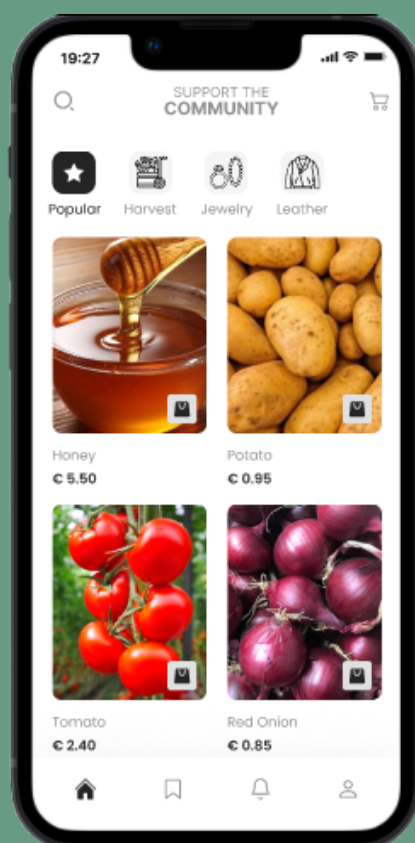 19:27
SUPPORT THE
COMMUNITY
Popular Harvest Jewelry Leather
Honey Potato
€ 5.50 € 0.95
Tomato Red Onion
€ 2.40 € 0.85